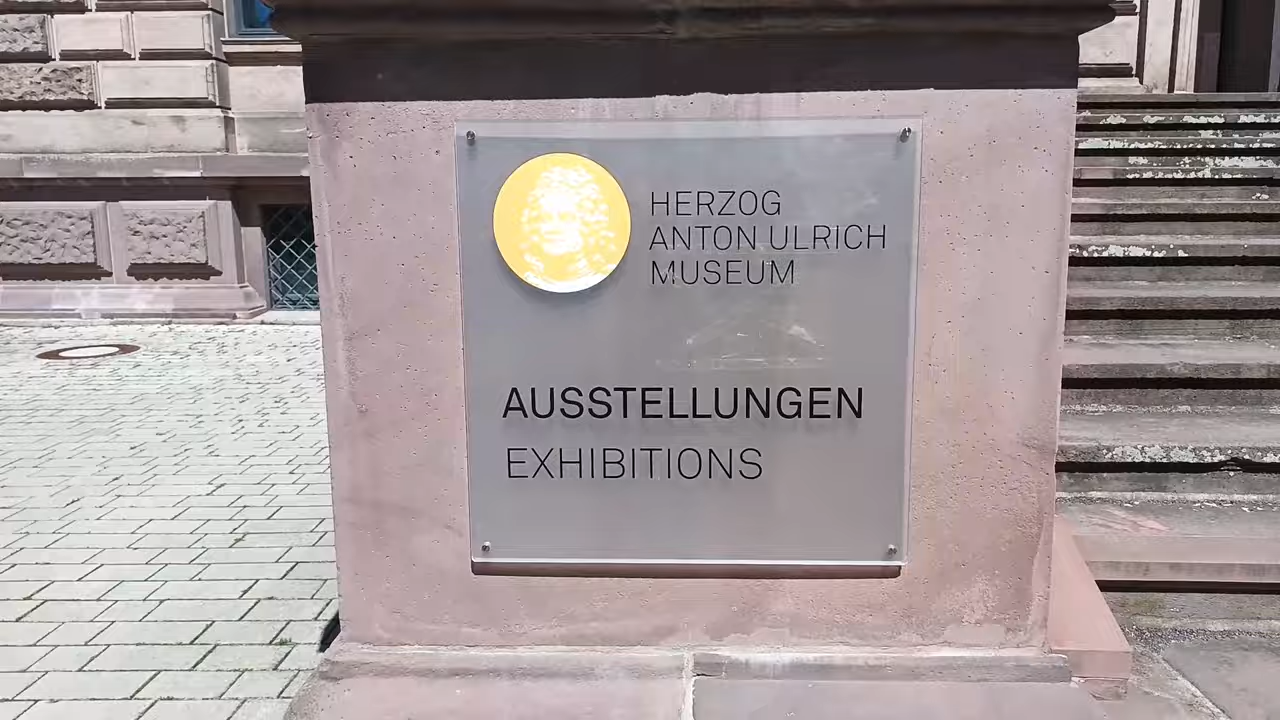 HERZOG
ANTON ULRICH
MUSEUM
AUSSTELLUNGEN
EXHIBITIONS